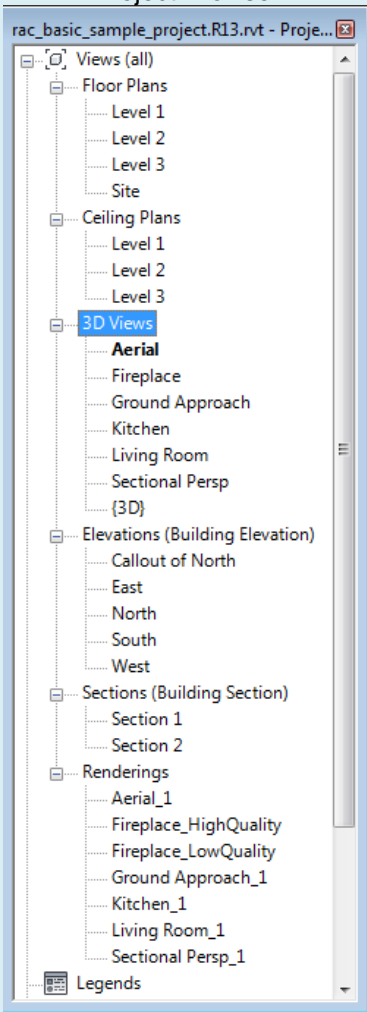 rac_basic_sample_project.R13.rvt - Proje...
Views (all)
Floor Plans
Level 1
Level 2
Level 3
Site
Ceiling Plans
Level 1
Level 2
Level 3
3D Views
Aerial
Fireplace
Ground Approach
Kitchen
Living Room
Sectional Persp
{3D}
Elevations (Building Elevation)
Callout of North
East
North
South
West
Sections (Building Section)
Section 1
Section 2
Renderings
Aerial_1
Fireplace_HighQuality
Fireplace_LowQuality
Ground Approach_1
Kitchen_1
Living Room_1
Sectional Persp_1
Legends